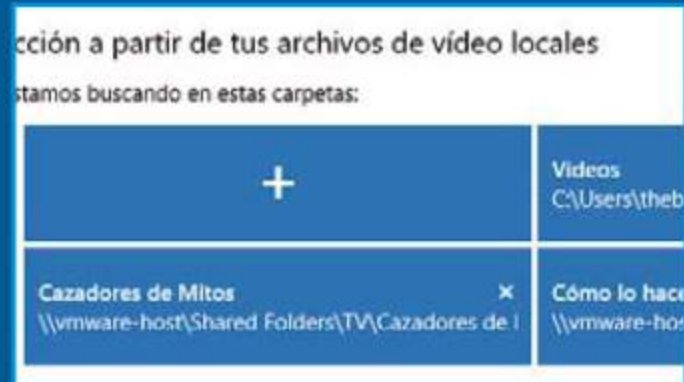 cción a partir de tus archivos de vídeo locales
stamos buscando en estas carpetas:
+
Videos
C:\Users\theb
Cazadores de Mitos ×
\\vmware-host\Shared Folders\TV\Cazadores de
Cómo lo hace
\\vmware-hos